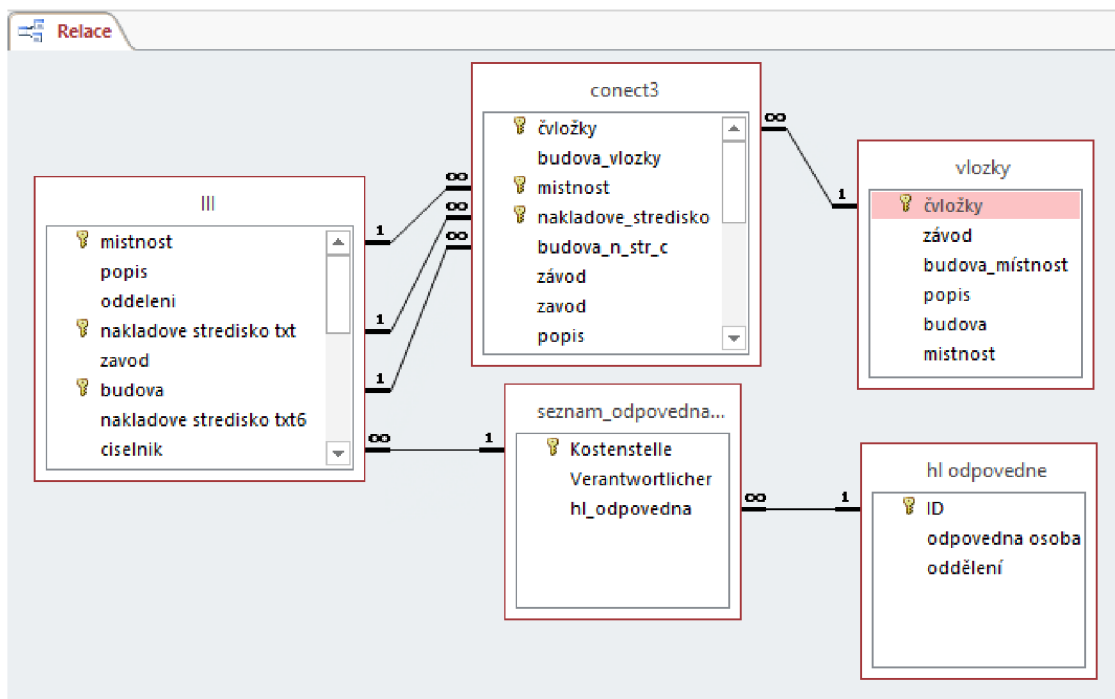 Relace
lll
mistnost
popis
oddeleni
nakladove stredisko txt
zavod
budova
nakladove stredisko txt6
ciselnik
conect3
čvložky
budova_vlozky
mistnost
nakladove_stredisko
budova_n_str_c
závod
zavod
popis
vlozky
čvložky
závod
budova_místnost
popis
budova
mistnost
seznam_odpovedna...
Kostenstelle
Verantwortlicher
hl_odpovedna
hl odpovedne
ID
odpovedna osoba
oddělení
1
∞
1
∞
1
∞
∞
1
∞
1
∞
1